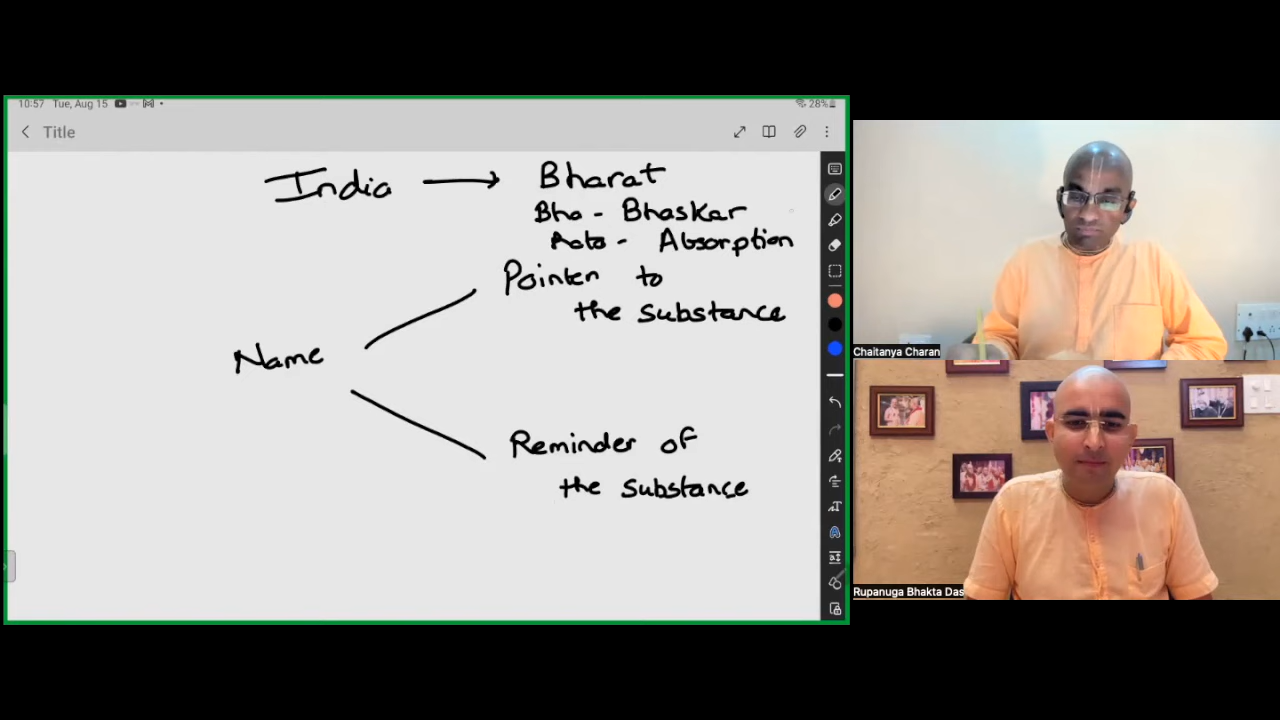 10:57 Tue, Aug 15
28%
Title
India → Bharat
Bha - Bhaskar
Rata - Absorption
Pointer to
the substance
Name
Reminder of
the substance
Chaitanya Charan
Rupanuga Bhakta Das